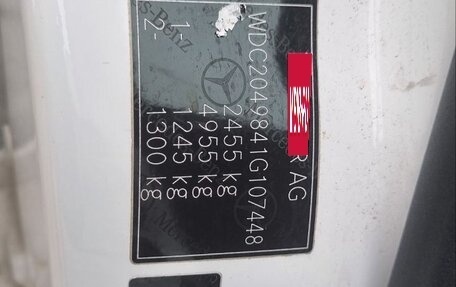 R AG
WDC2049841G107448
2455 kg
4955 kg
1- 1245 kg
2- 1300 kg